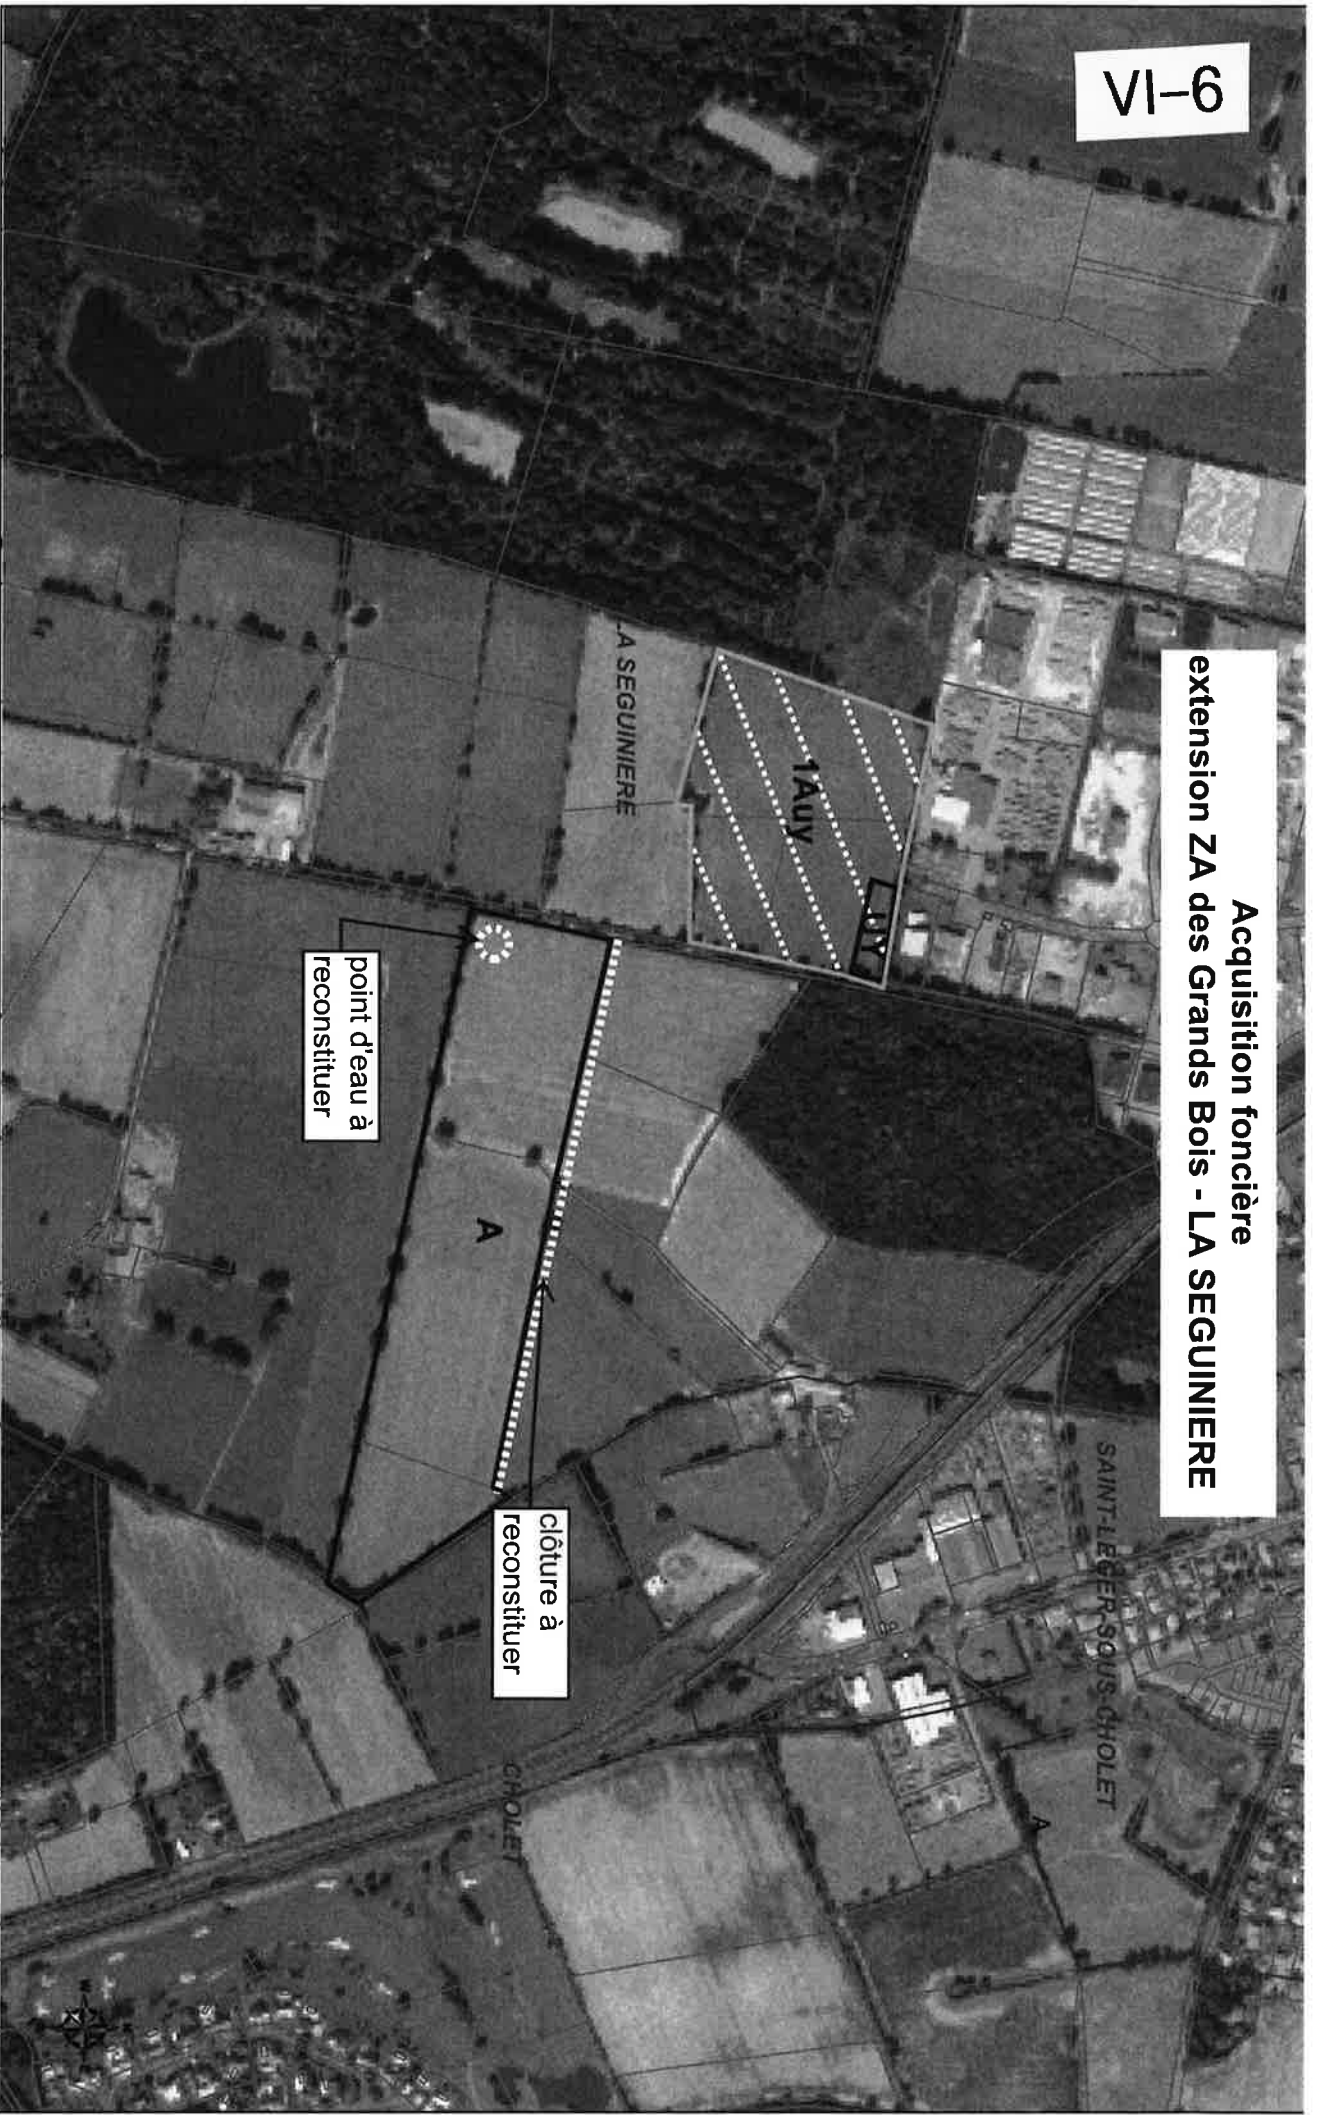 VI-6
Acquisition foncière
extension ZA des Grands Bois - LA SEGUINIERE
SAINT-LEGER-SOUS-CHOLET
LA SEGUINIERE
1Auy
UY
A
A
point d'eau à
reconstituer
clôture à
reconstituer
CHOLET